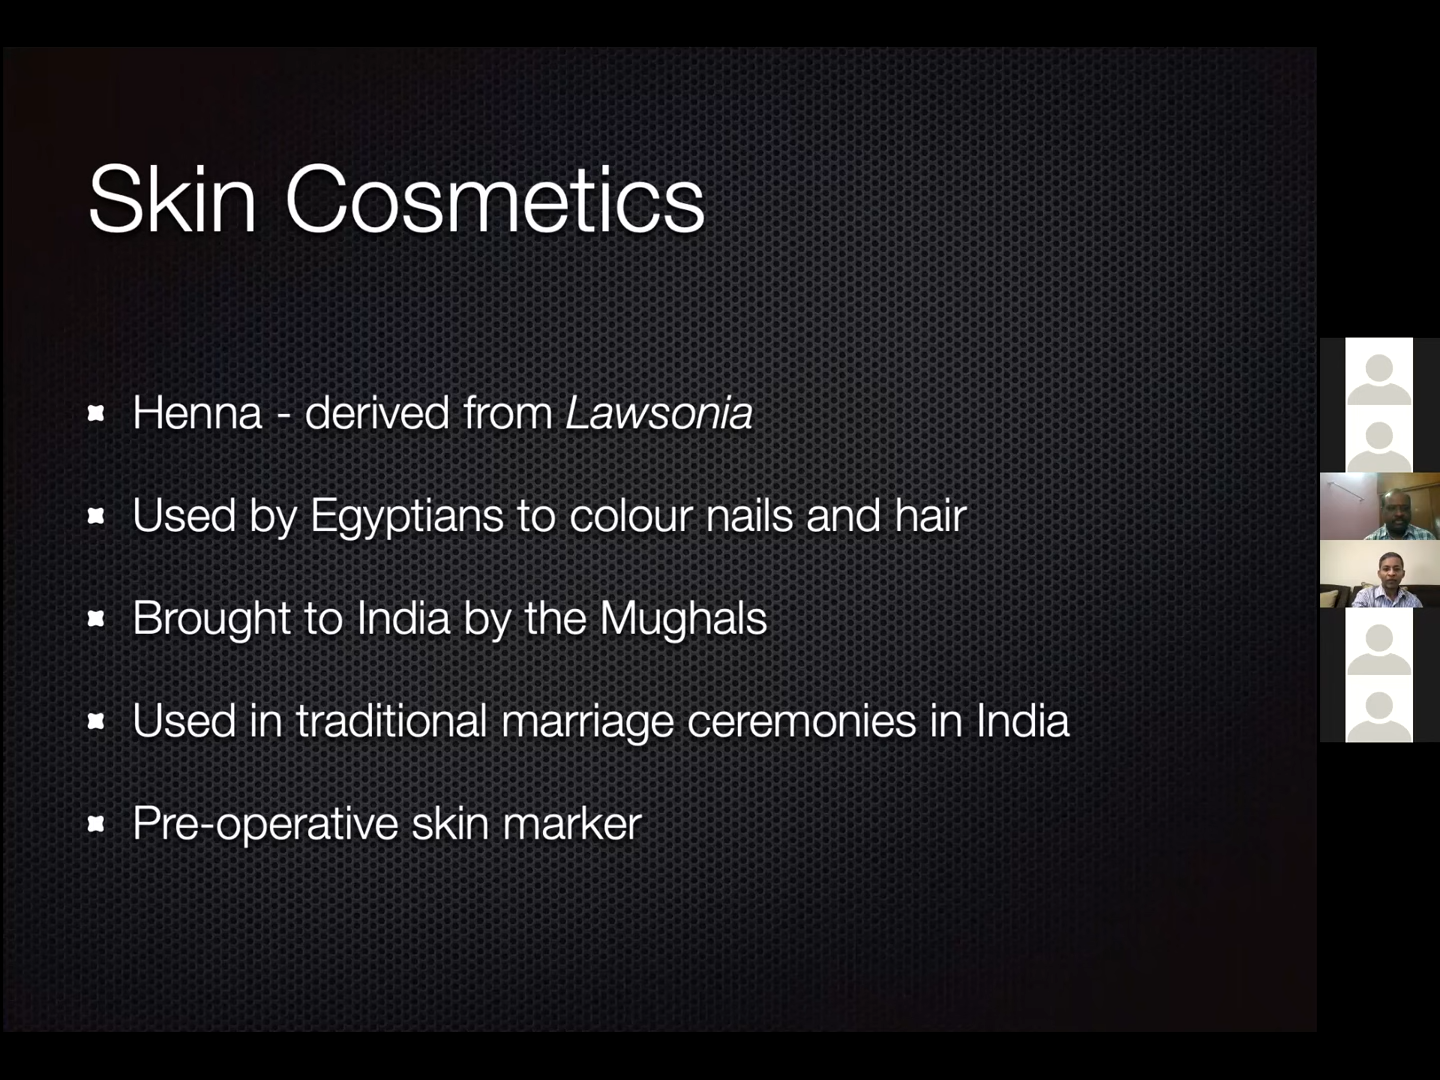 Skin Cosmetics
Henna - derived from Lawsonia
Used by Egyptians to colour nails and hair
Brought to India by the Mughals
Used in traditional marriage ceremonies in India
Pre-operative skin marker